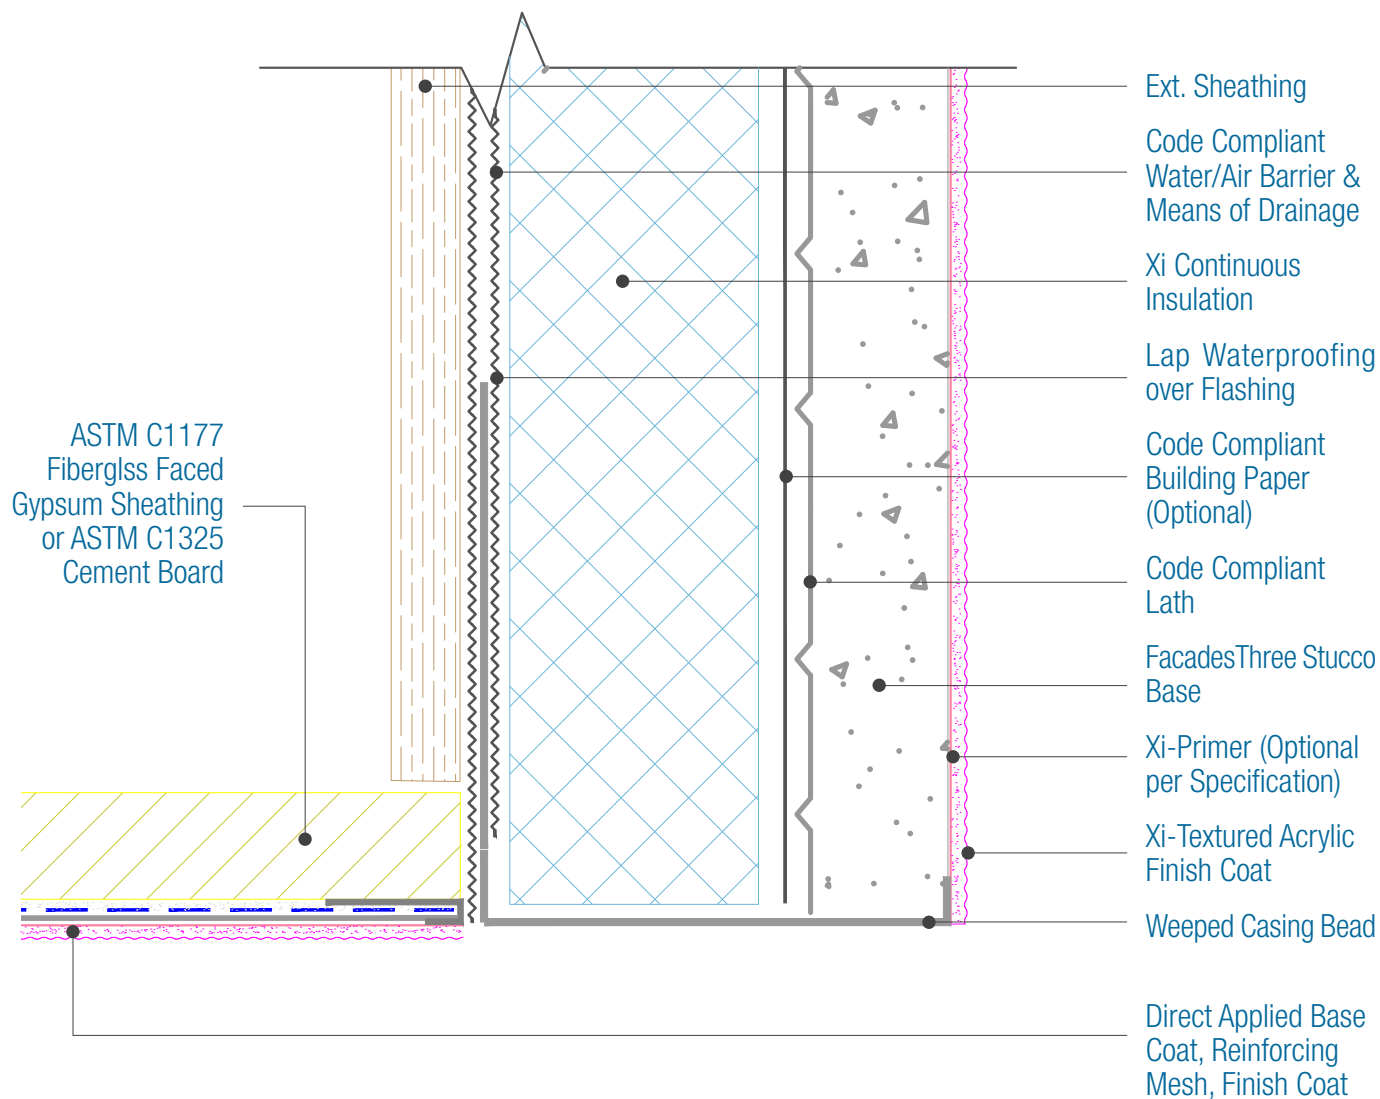 Ext. Sheathing
Code Compliant
Water/Air Barrier &
Means of Drainage
Xi Continuous
Insulation
Lap Waterproofing
over Flashing
ASTM C1177
Fiberglss Faced
Gypsum Sheathing
or ASTM C1325
Cement Board
Code Compliant
Building Paper
(Optional)
Code Compliant
Lath
FacadesThree Stucco
Base
Xi-Primer (Optional
per Specification)
Xi-Textured Acrylic
Finish Coat
Weeped Casing Bead
Direct Applied Base
Coat, Reinforcing
Mesh, Finish Coat